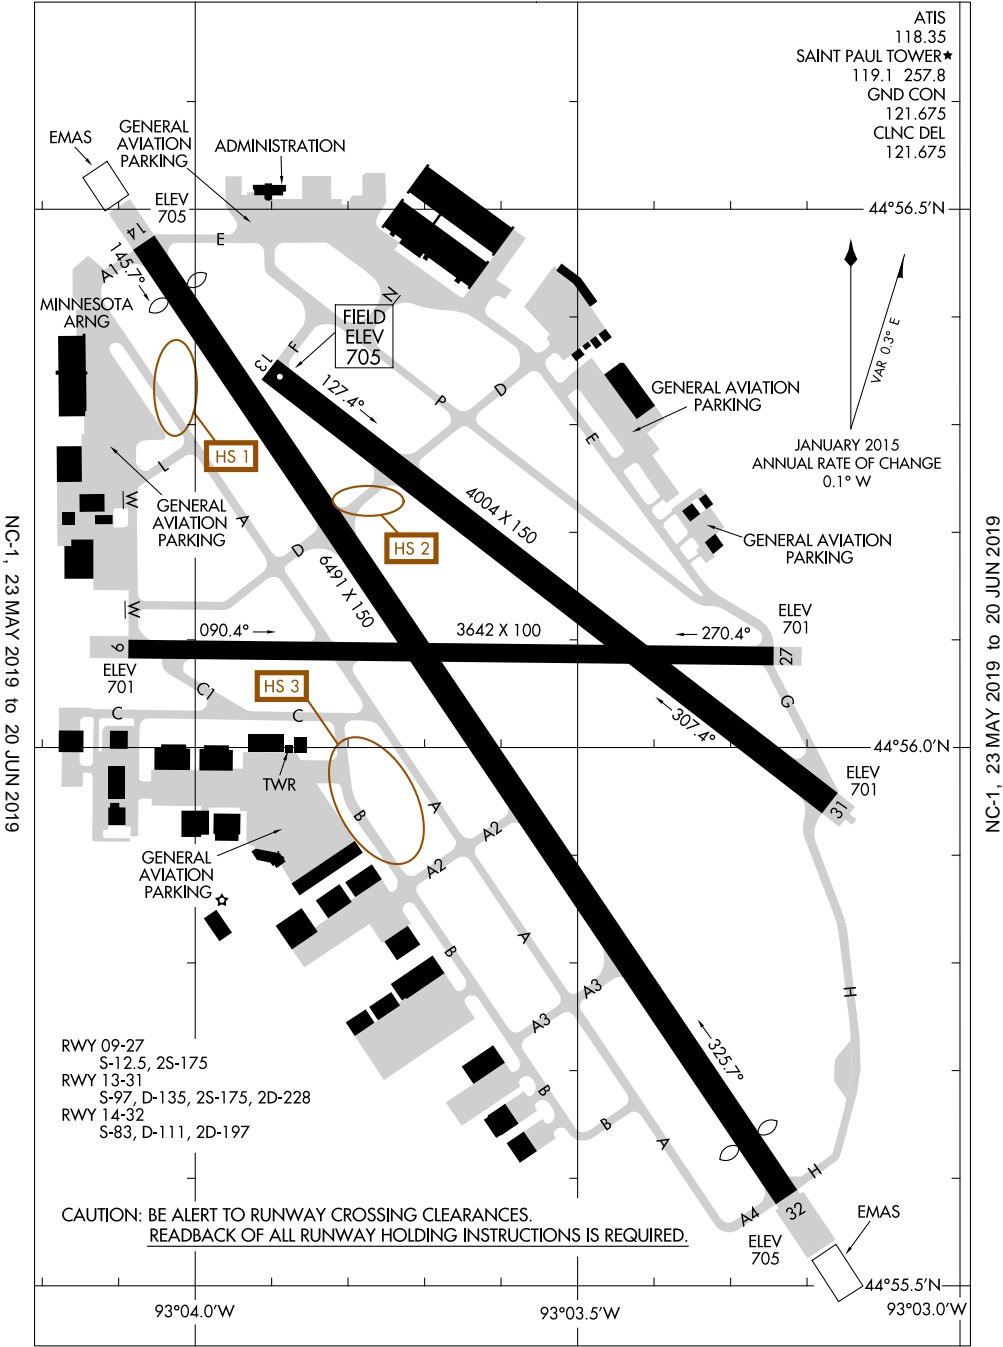 ATIS
118.35
SAINT PAUL TOWER★
119.1 257.8
GND CON
121.675
CLNC DEL
121.675
EMAS
GENERAL
AVIATION
PARKING
ADMINISTRATION
ELEV
705
44°56.5'N
14
E
145.7°
A1
MINNESOTA
ARNG
N
FIELD
ELEV
705
VAR 0.3° E
13
F
127.4°
P
D
E
GENERAL AVIATION
PARKING
JANUARY 2015
ANNUAL RATE OF CHANGE
0.1° W
HS 1
L
W
GENERAL
AVIATION
PARKING
A
D
HS 2
4004 X 150
6491 X 150
GENERAL AVIATION
PARKING
W
9
090.4°
3642 X 100
270.4°
27
ELEV
701
ELEV
701
HS 3
C1
C
C
G
307.4°
44°56.0'N
ELEV
701
31
TWR
B
A
A2
A2
GENERAL
AVIATION
PARKING
B
A
A3
A3
H
RWY 09-27
S-12.5, 2S-175
RWY 13-31
S-97, D-135, 2S-175, 2D-228
RWY 14-32
S-83, D-111, 2D-197
325.7°
B
B
A
H
A4
32
ELEV
705
EMAS
CAUTION: BE ALERT TO RUNWAY CROSSING CLEARANCES.
READBACK OF ALL RUNWAY HOLDING INSTRUCTIONS IS REQUIRED.
44°55.5'N
93°04.0'W
93°03.5'W
93°03.0'W
NC-1, 23 MAY 2019 to 20 JUN 2019
NC-1, 23 MAY 2019 to 20 JUN 2019